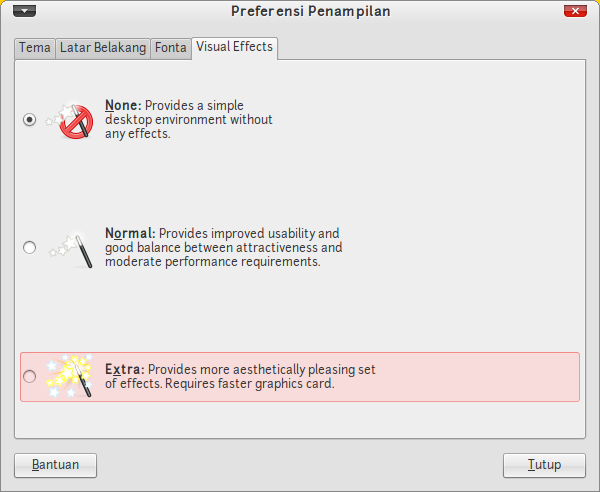 Preferensi Penampilan
Tema Latar Belakang Fonta Visual Effects
None: Provides a simple
desktop environment without
any effects.
Normal: Provides improved usability and
good balance between attractiveness and
moderate performance requirements.
Extra: Provides more aesthetically pleasing set
of effects. Requires faster graphics card.
Bantuan Tutup